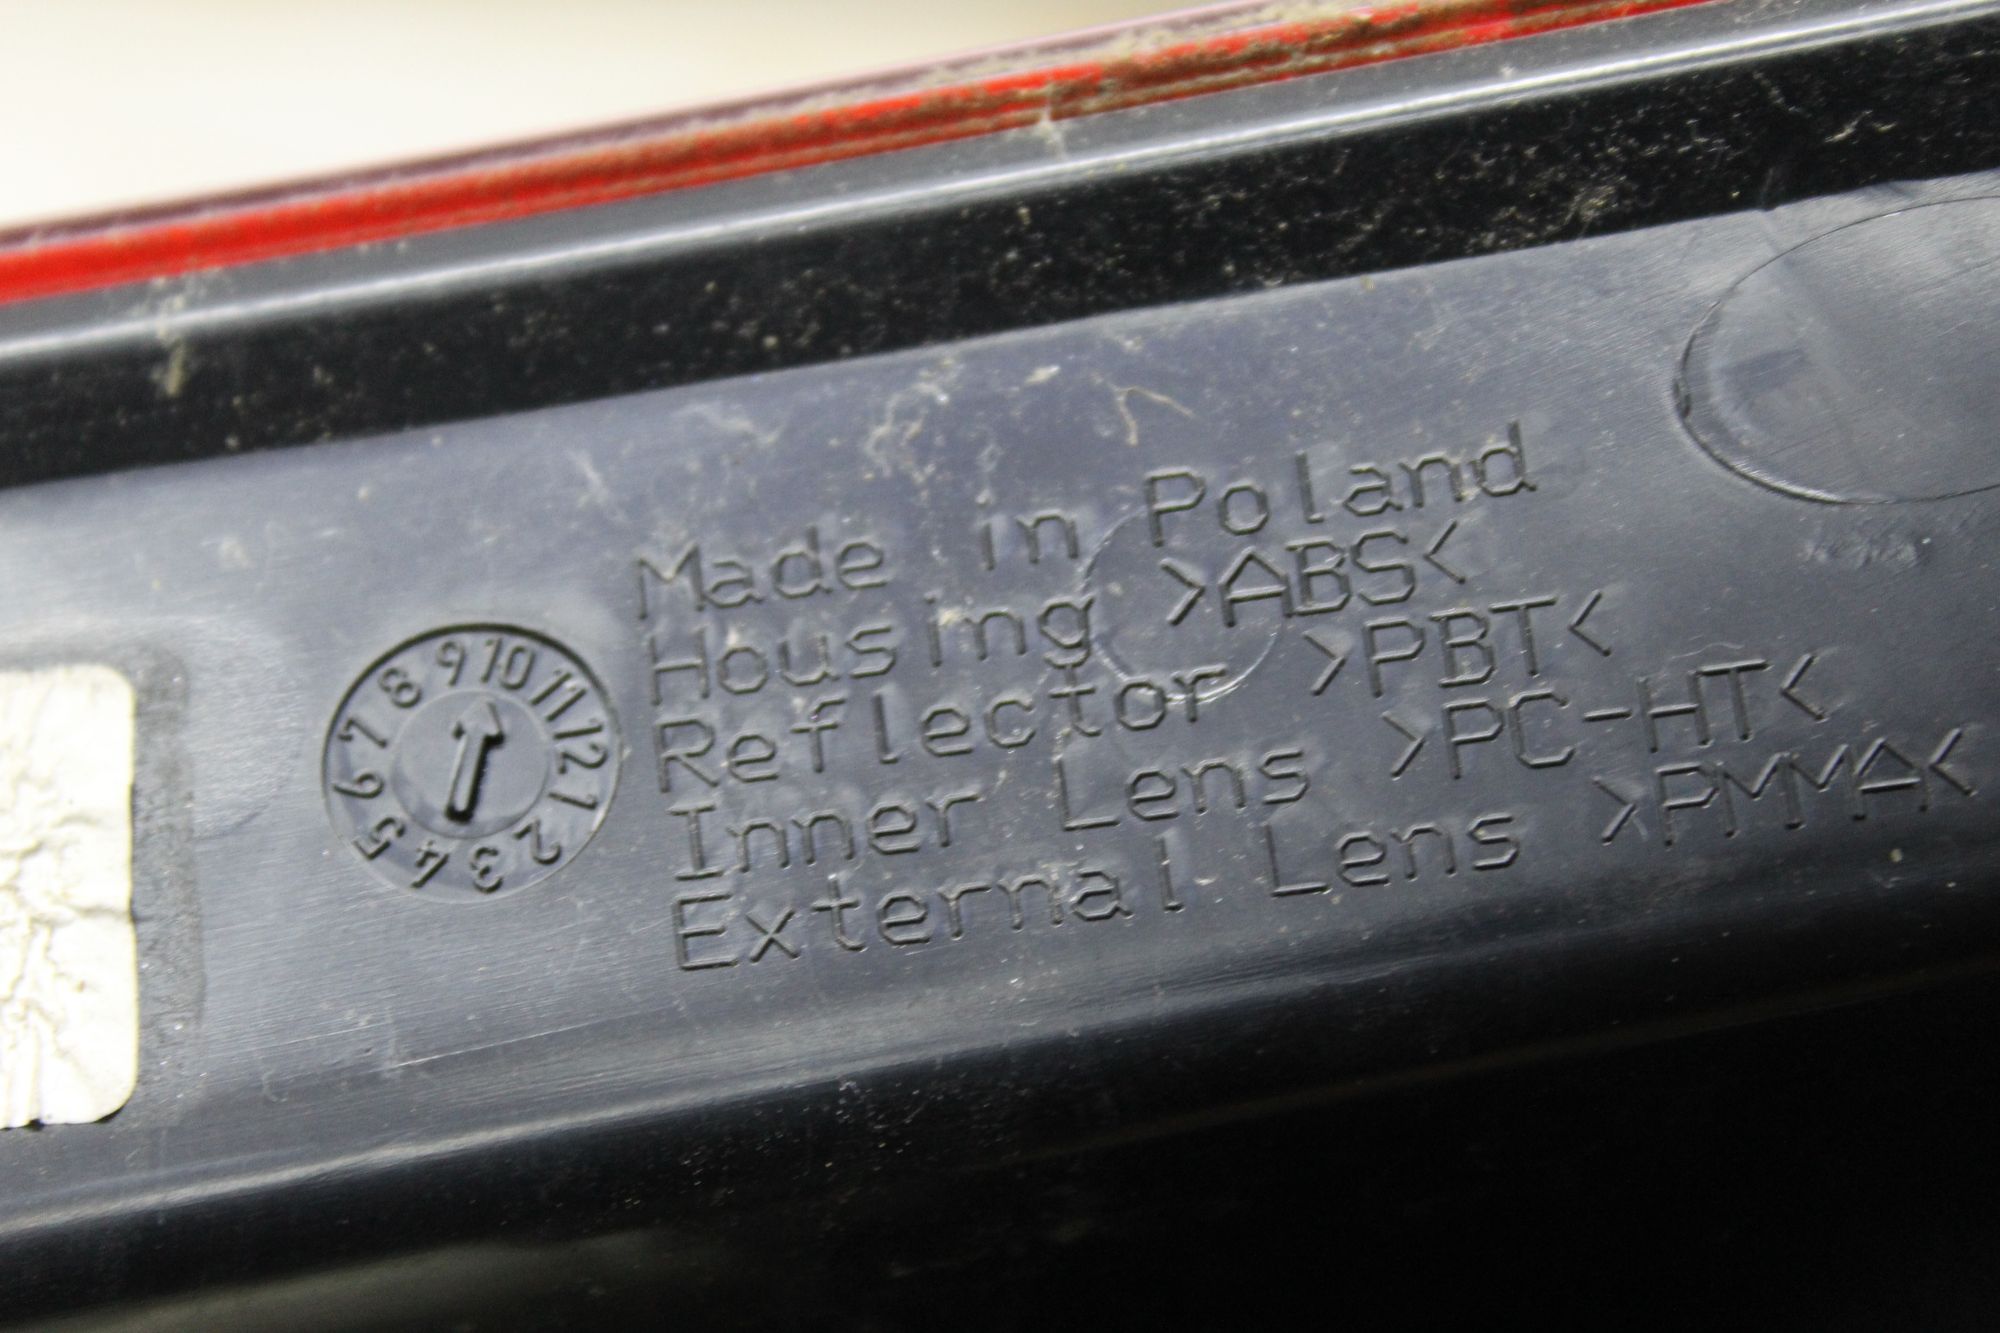 Made in Poland
Housing >ABS<
Reflector >PBT<
Inner Lens >PC-HT<
External Lens >PMMA<
1 2 3 4 5 6 7 8 9 10 11 12